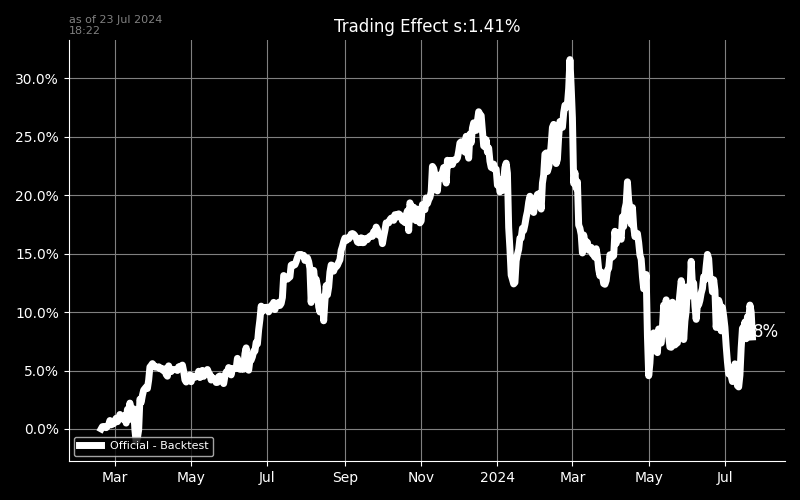 as of 23 Jul 2024
18:22
Trading Effect s:1.41%
30.0%
25.0%
20.0%
15.0%
10.0%
5.0%
0.0%
8%
Official - Backtest
Mar May Jul Sep Nov 2024 Mar May Jul